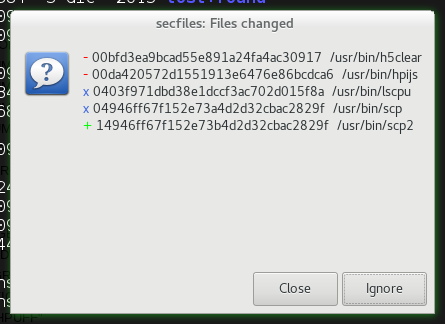 secfiles: Files changed
- 00bfd3ea9bcad55e891a24fa4ac30917 /usr/bin/h5clear
- 00da420572d1551913e6476e86bcdca6 /usr/bin/hpijs
x 0403f971dbd38e1dccf3ac702d015f8a /usr/bin/lscpu
x 04946ff67f152e73a4d2d32cbac2829f /usr/bin/scp
+ 14946ff67f152e73b4d2d32cbac2829f /usr/bin/scp2
Close Ignore